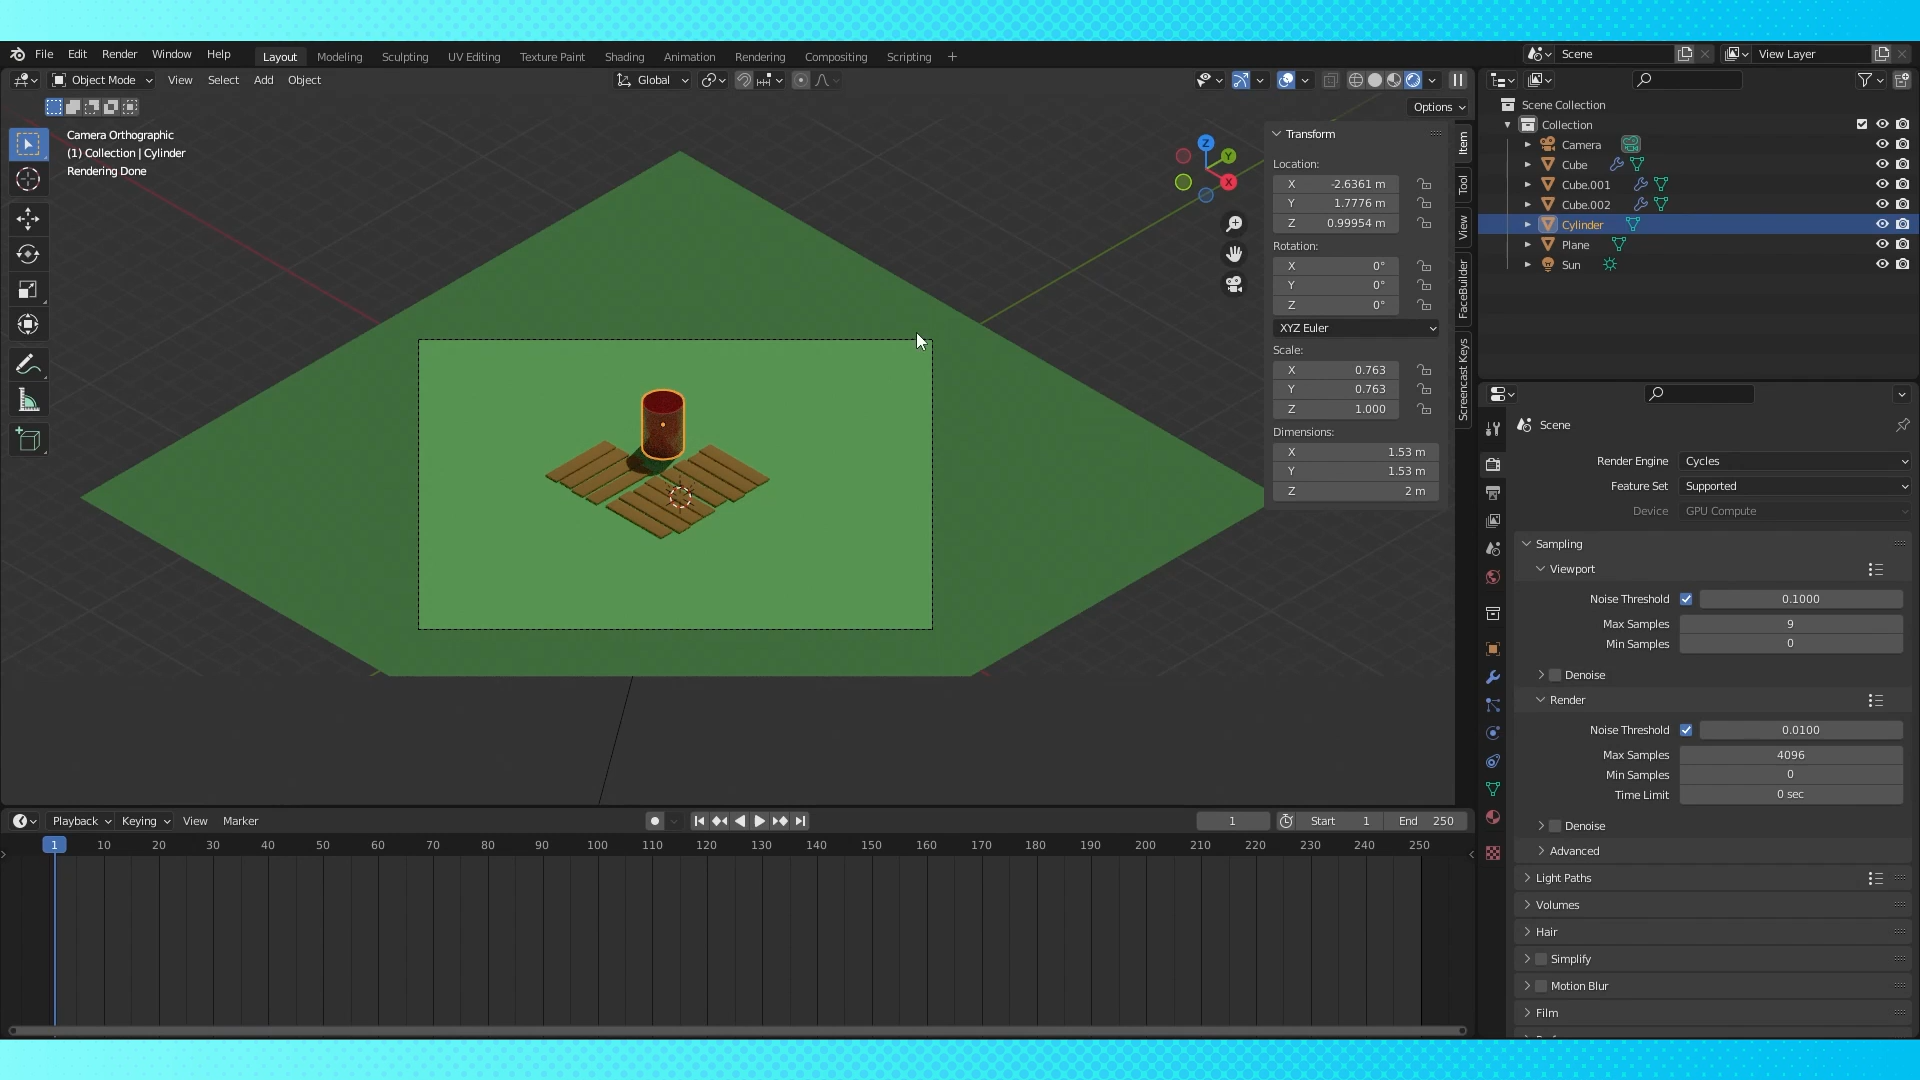 File Edit Render Window Help Layout Modeling Sculpting UV Editing Texture Paint Shading Animation Rendering Compositing Scripting + Scene View Layer
Object Mode View Select Add Object Global
Options
Camera Orthographic
(1) Collection | Cylinder
Rendering Done
Z
Y
X
Transform
Location:
X -2.6361 m
Y 1.7776 m
Z 0.99954 m
Rotation:
X 0°
Y 0°
Z 0°
XYZ Euler
Scale:
X 0.763
Y 0.763
Z 1.000
Dimensions:
X 1.53 m
Y 1.53 m
Z 2 m
Item
Tool
View
FaceBuilder
Screencast Keys
Scene Collection
Collection
Camera
Cube
Cube.001
Cube.002
Cylinder
Plane
Sun
Scene
Render Engine Cycles
Feature Set Supported
Device GPU Compute
Sampling
Viewport
Noise Threshold 0.1000
Max Samples 9
Min Samples 0
Denoise
Render
Noise Threshold 0.0100
Max Samples 4096
Min Samples 0
Time Limit 0 sec
Denoise
Advanced
Light Paths
Volumes
Hair
Simplify
Motion Blur
Film
Playback Keying View Marker 1 Start 1 End 250
1 10 20 30 40 50 60 70 80 90 100 110 120 130 140 150 160 170 180 190 200 210 220 230 240 250